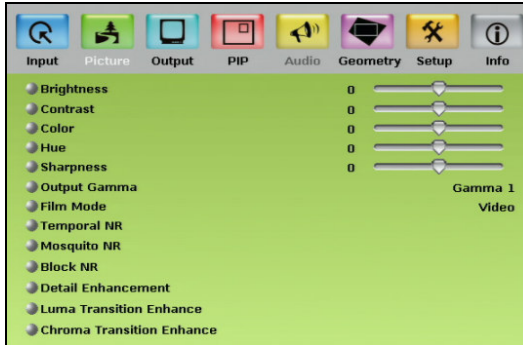 Input Picture Output PIP Audio Geometry Setup Info
Brightness 0
Contrast 0
Color 0
Hue 0
Sharpness 0
Output Gamma Gamma 1
Film Mode Video
Temporal NR
Mosquito NR
Block NR
Detail Enhancement
Luma Transition Enhance
Chroma Transition Enhance